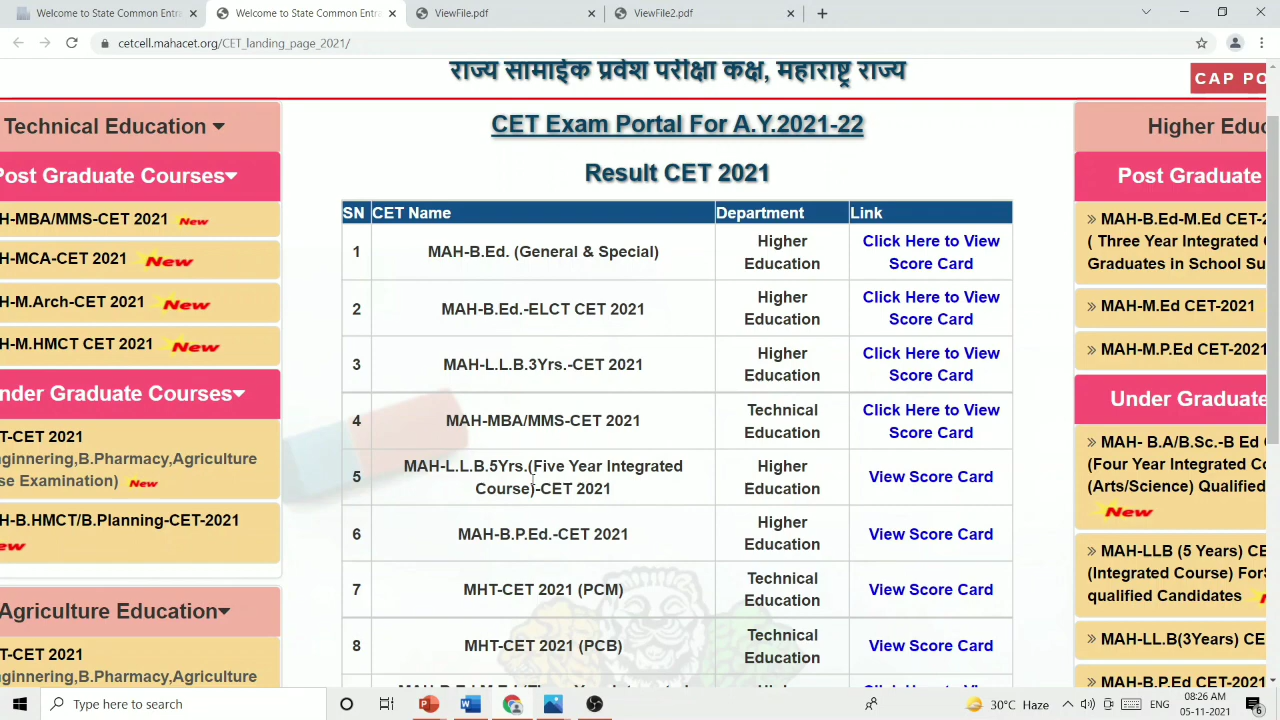 Welcome to State Common Entr
Welcome to State Common Entra
ViewFile.pdf
ViewFile2.pdf
cetcell.mahacet.org/CET_landing_page_2021/
राज्य सामाईक प्रवेश परीक्षा कक्ष, महाराष्ट्र राज्य
CAP PO
Technical Education
Post Graduate Courses
H-MBA/MMS-CET 2021 New
H-MCA-CET 2021 New
H-M.Arch-CET 2021 New
H-M.HMCT CET 2021 New
nder Graduate Courses
T-CET 2021
nginnering,B.Pharmacy,Agriculture
se Examination) New
H-B.HMCT/B.Planning-CET-2021
ew
Agriculture Education
T-CET 2021
nginnering,B.Pharmacy,Agriculture
CET Exam Portal For A.Y.2021-22
Result CET 2021
SN CET Name Department Link
1 MAH-B.Ed. (General & Special) Higher Education Click Here to View Score Card
2 MAH-B.Ed.-ELCT CET 2021 Higher Education Click Here to View Score Card
3 MAH-L.L.B.3Yrs.-CET 2021 Higher Education Click Here to View Score Card
4 MAH-MBA/MMS-CET 2021 Technical Education Click Here to View Score Card
5 MAH-L.L.B.5Yrs.(Five Year Integrated Course)-CET 2021 Higher Education View Score Card
6 MAH-B.P.Ed.-CET 2021 Higher Education View Score Card
7 MHT-CET 2021 (PCM) Technical Education View Score Card
8 MHT-CET 2021 (PCB) Technical Education View Score Card
Higher Educ
Post Graduate
» MAH-B.Ed-M.Ed CET-2
( Three Year Integrated
Graduates in School Su
» MAH-M.Ed CET-2021
» MAH-M.P.Ed CET-2021
Under Graduate
» MAH- B.A/B.Sc.-B Ed
(Four Year Integrated Co
(Arts/Science) Qualified
New
» MAH-LLB (5 Years) CE
(Integrated Course) For
qualified Candidates
» MAH-LL.B(3Years) CE
» MAH-B.P.Ed CET-2021
Type here to search
30°C Haze
ENG
08:26 AM
05-11-2021
6